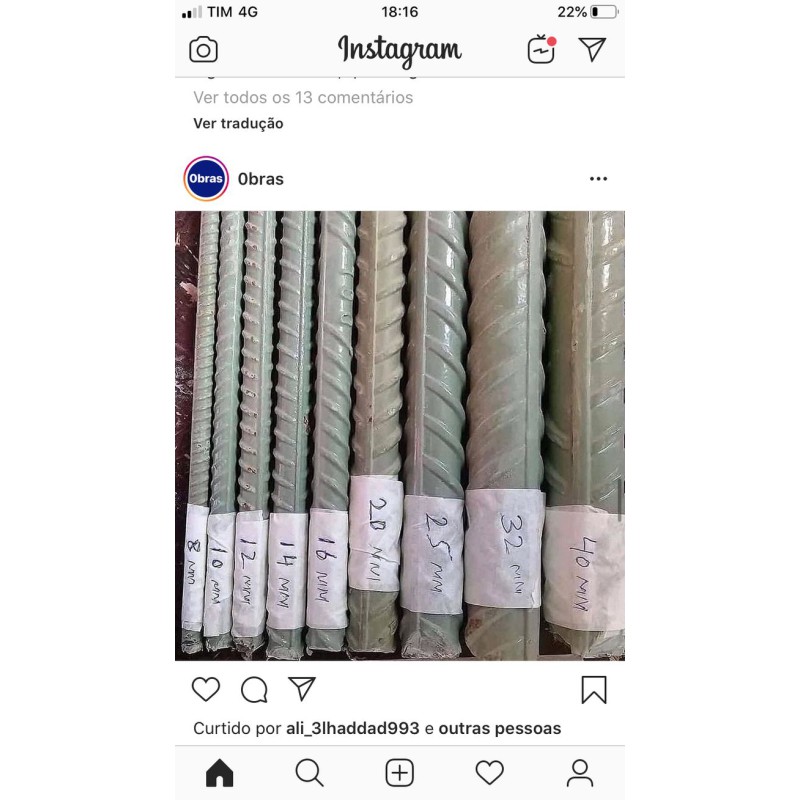 TIM 4G 18:16 22%
Instagram
Ver todos os 13 comentários
Ver tradução
0bras 0bras
8 MM
10 MM
12 MM
14 MM
16 MM
20 MM
25 MM
32 MM
40 MM
Curtido por ali_3lhaddad993 e outras pessoas